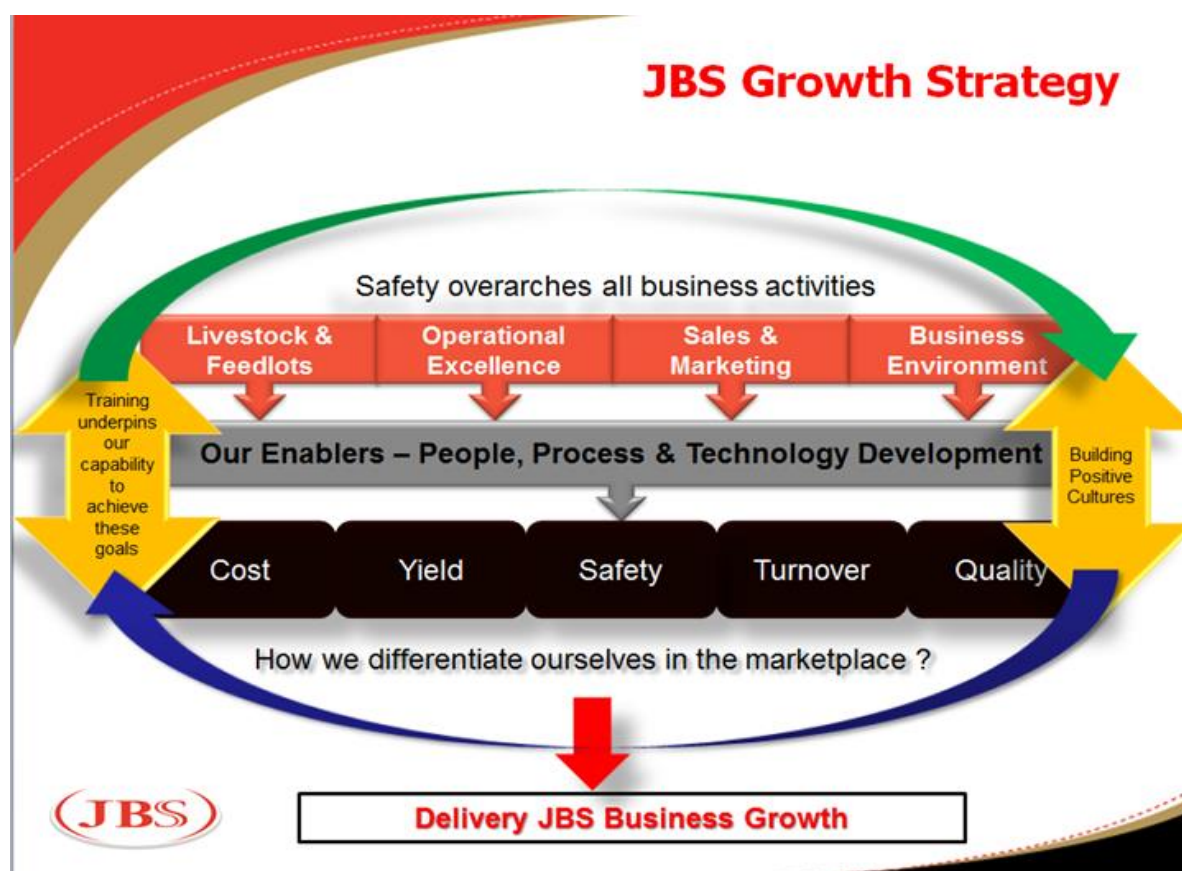 JBS Growth Strategy
Safety overarches all business activities
Livestock &
Feedlots
Operational
Excellence
Sales &
Marketing
Business
Environment
Training
underpins
our
capability
to
achieve
these
goals
Our Enablers – People, Process & Technology Development
Building
Positive
Cultures
Cost
Yield
Safety
Turnover
Quality
How we differentiate ourselves in the marketplace ?
Delivery JBS Business Growth
JBS